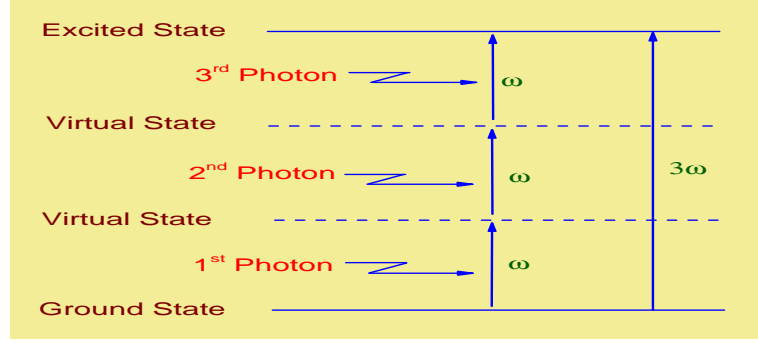 Excited State
3rd Photon
ω
Virtual State
2nd Photon
ω
3ω
Virtual State
1st Photon
ω
Ground State